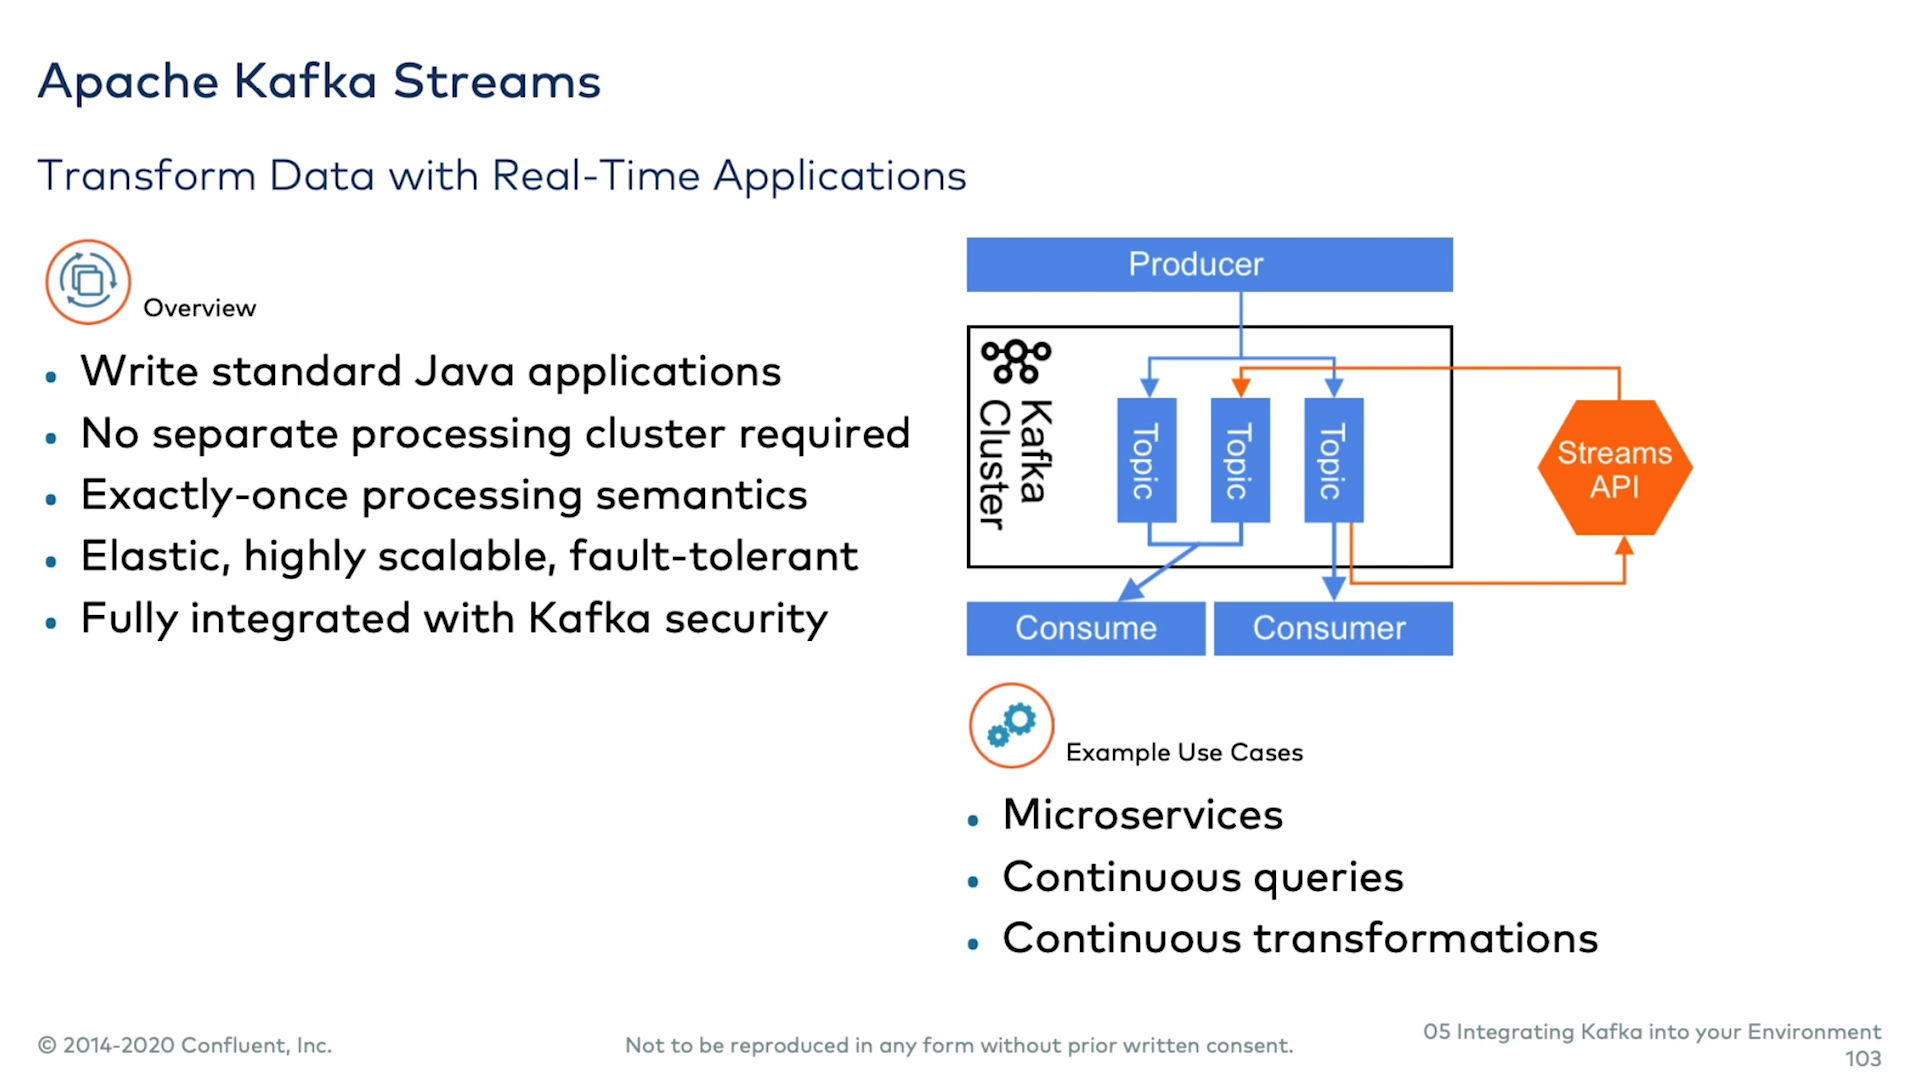 Apache Kafka Streams
Transform Data with Real-Time Applications
Overview
• Write standard Java applications
• No separate processing cluster required
• Exactly-once processing semantics
• Elastic, highly scalable, fault-tolerant
• Fully integrated with Kafka security
Producer
Kafka
Cluster
Topic
Topic
Topic
Streams
API
Consume
Consumer
Example Use Cases
• Microservices
• Continuous queries
• Continuous transformations
© 2014-2020 Confluent, Inc.
Not to be reproduced in any form without prior written consent.
05 Integrating Kafka into your Environment
103